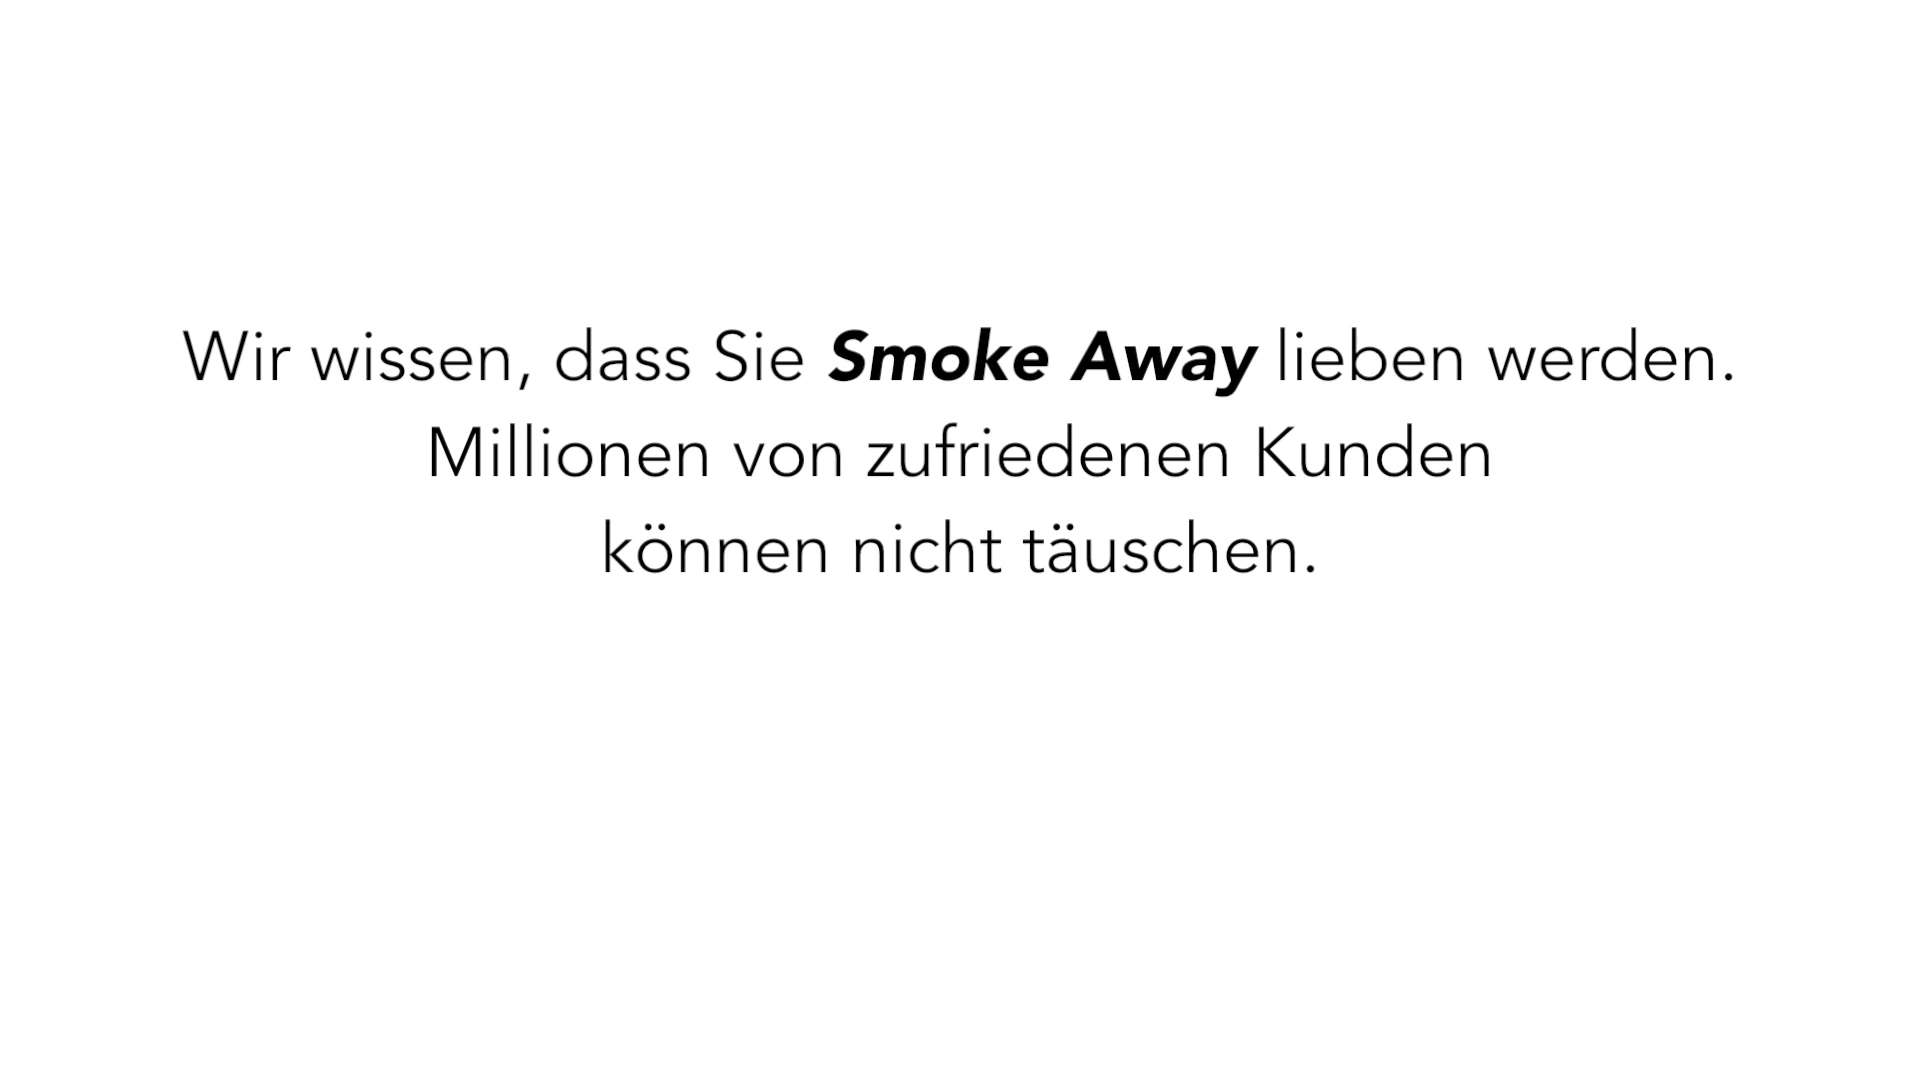 Wir wissen, dass Sie Smoke Away lieben werden.
Millionen von zufriedenen Kunden
können nicht täuschen.